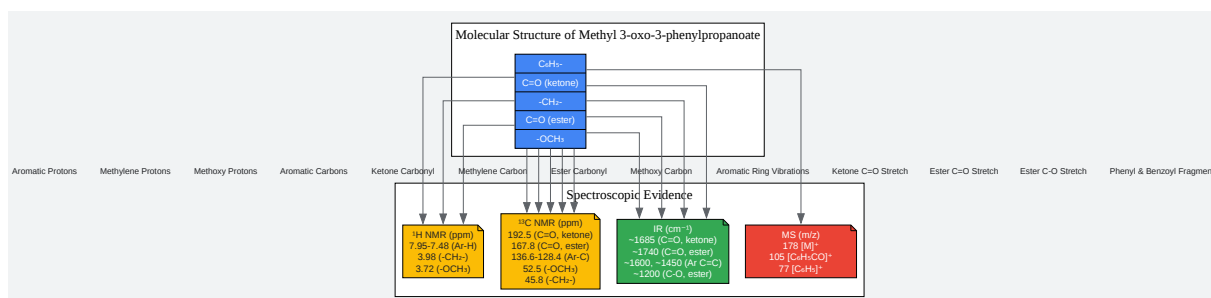 Molecular Structure of Methyl 3-oxo-3-phenylpropanoate
C₆H₅-
C=O (ketone)
-CH₂-
C=O (ester)
-OCH₃
Aromatic Protons
Methylene Protons
Methoxy Protons
Aromatic Carbons
Ketone Carbonyl
Methylene Carbon
Ester Carbonyl
Methoxy Carbon
Aromatic Ring Vibrations
Ketone C=O Stretch
Ester C=O Stretch
Ester C-O Stretch
Phenyl & Benzoyl Fragment
Spectroscopic Evidence
¹H NMR (ppm)
7.95-7.48 (Ar-H)
3.98 (-CH₂-)
3.72 (-OCH₃)
¹³C NMR (ppm)
192.5 (C=O, ketone)
167.8 (C=O, ester)
136.6-128.4 (Ar-C)
52.5 (-OCH₃)
45.8 (-CH₂-)
IR (cm⁻¹)
~1685 (C=O, ketone)
~1740 (C=O, ester)
~1600, ~1450 (Ar C=C)
~1200 (C-O, ester)
MS (m/z)
178 [M]⁺
105 [C₆H₅CO]⁺
77 [C₆H₅]⁺